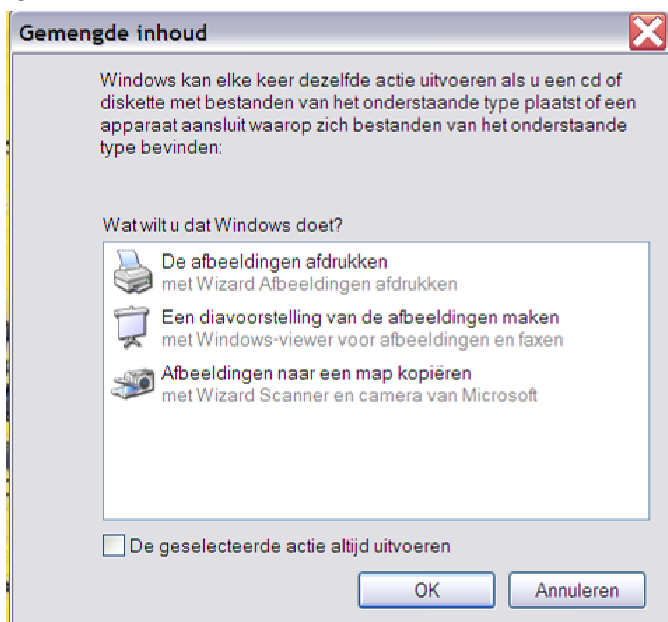 Gemengde inhoud
Windows kan elke keer dezelfde actie uitvoeren als u een cd of
diskette met bestanden van het onderstaande type plaatst of een
apparaat aansluit waarop zich bestanden van het onderstaande
type bevinden:
Wat wilt u dat Windows doet?
De afbeeldingen afdrukken
met Wizard Afbeeldingen afdrukken
Een diavoorstelling van de afbeeldingen maken
met Windows-viewer voor afbeeldingen en faxen
Afbeeldingen naar een map kopiëren
met Wizard Scanner en camera van Microsoft
De geselecteerde actie altijd uitvoeren
OK Annuleren